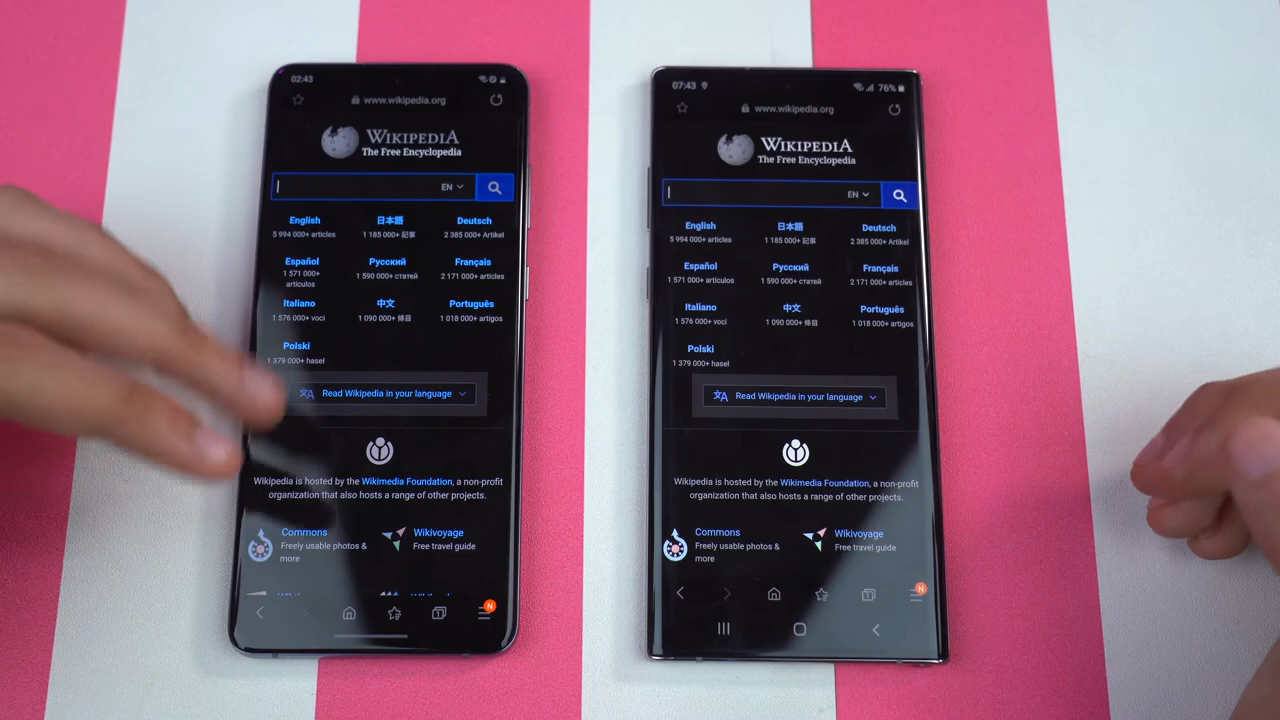 02:43
www.wikipedia.org
WIKIPEDIA
The Free Encyclopedia
EN
English
日本語
Deutsch
5 994 000+ articles
1 185 000+ 記事
2 385 000+ Artikel
Español
Русский
Français
1 571 000+
artículos
1 590 000+ статей
2 171 000+ articles
Italiano
中文
Português
1 576 000+ voci
1 090 000+ 條目
1 018 000+ artigos
Polski
1 379 000+ haseł
Read Wikipedia in your language
Wikipedia is hosted by the Wikimedia Foundation, a non-profit
organization that also hosts a range of other projects.
Commons
Wikivoyage
Freely usable photos &
more
Free travel guide
1
N
07:43
76%
www.wikipedia.org
WIKIPEDIA
The Free Encyclopedia
EN
English
日本語
Deutsch
5 994 000+ articles
1 185 000+ 記事
2 385 000+ Artikel
Español
Русский
Français
1 571 000+ artículos
1 590 000+ статей
2 171 000+ articles
Italiano
中文
Português
1 576 000+ voci
1 090 000+ 條目
1 018 000+ artigos
Polski
1 379 000+ haseł
Read Wikipedia in your language
Wikipedia is hosted by the Wikimedia Foundation, a non-profit
organization that also hosts a range of other projects.
Commons
Wikivoyage
Freely usable photos &
more
Free travel guide
1
N